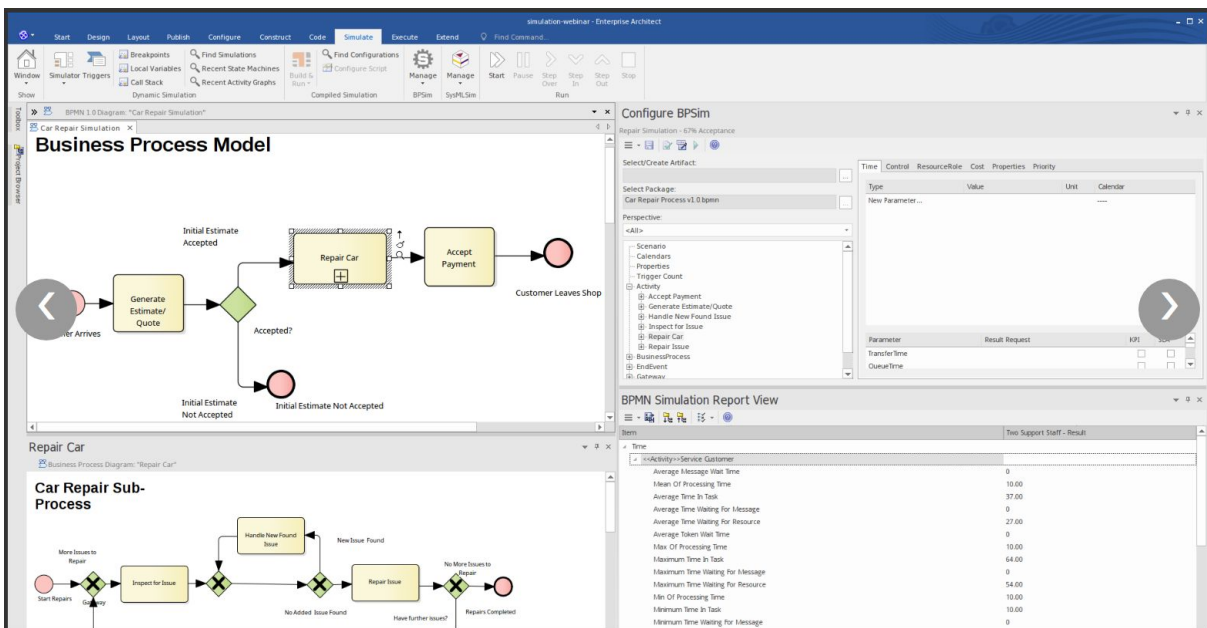 simulation-webinar - Enterprise Architect
Start Design Layout Publish Configure Construct Code Simulate Execute Extend Find Command...
Window
Show
Simulator Triggers
Breakpoints
Local Variables
Call Stack
Find Simulations
Recent State Machines
Recent Activity Graphs
Dynamic Simulation
Build &
Run
Find Configurations
Configure Script
Compiled Simulation
Manage
BPSim
Manage
SysMLSim
Start Pause Step Over Step In Step Out Stop
Run
Toolbox
Project Browser
BPMN 1.0 Diagram: "Car Repair Simulation"
Car Repair Simulation
Business Process Model
Initial Estimate
Accepted
Repair Car
Accept
Payment
Customer Leaves Shop
Generate
Estimate/
Quote
Arrives
Accepted?
Initial Estimate
Not Accepted
Initial Estimate Not Accepted
Repair Car
Business Process Diagram: "Repair Car"
Car Repair Sub-
Process
Handle New Found
Issue
New Issue Found
More Issues to
Repair
Inspect for Issue
Repair Issue
No More Issues to
Repair
Start Repairs
Gateway
No Added Issue Found
Have further issues?
Repairs Completed
Configure BPSim
Repair Simulation - 67% Acceptance
Select/Create Artifact:
...
Select Package:
Car Repair Process v1.0.bpmn
...
Perspective:
<All>
Scenario
Calendars
Properties
Trigger Count
Activity
Accept Payment
Generate Estimate/Quote
Handle New Found Issue
Inspect for Issue
Repair Car
Repair Issue
BusinessProcess
EndEvent
Gateway
Time Control ResourceRole Cost Properties Priority
Type Value Unit Calendar
New Parameter... ----
Parameter Result Request KPI
TransferTime
QueueTime
BPMN Simulation Report View
Item Two Support Staff - Result
Time
<<Activity>>Service Customer
Average Message Wait Time 0
Mean Of Processing Time 10.00
Average Time In Task 37.00
Average Time Waiting For Message 0
Average Time Waiting For Resource 27.00
Average Token Wait Time 0
Max Of Processing Time 10.00
Maximum Time In Task 64.00
Maximum Time Waiting For Message 0
Maximum Time Waiting For Resource 54.00
Min Of Processing Time 10.00
Minimum Time In Task 10.00
Minimum Time Waiting For Message 0